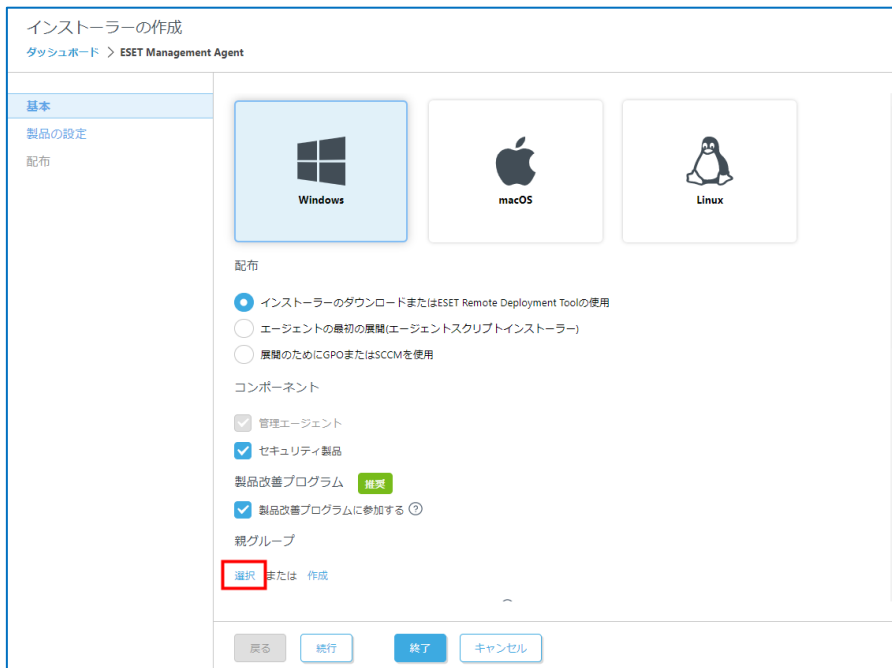 インストーラーの作成
ダッシュボード > ESET Management Agent
基本
製品の設定
配布
Windows
macOS
Linux
配布
インストーラーのダウンロードまたはESET Remote Deployment Toolの使用
エージェントの最初の展開(エージェントスクリプトインストーラー)
展開のためにGPOまたはSCCMを使用
コンポーネント
管理エージェント
セキュリティ製品
製品改善プログラム 推奨
製品改善プログラムに参加する ?
親グループ
選択 または 作成
戻る 続行 終了 キャンセル